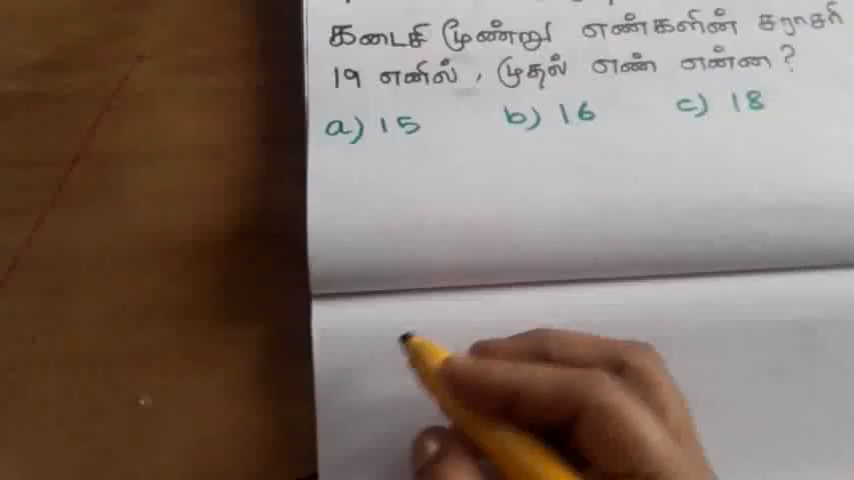 கடைசி மூன்று எண்களின் சராசரி
19 எனில், முதல் எண் என்ன?
a) 15 b) 16 c) 18